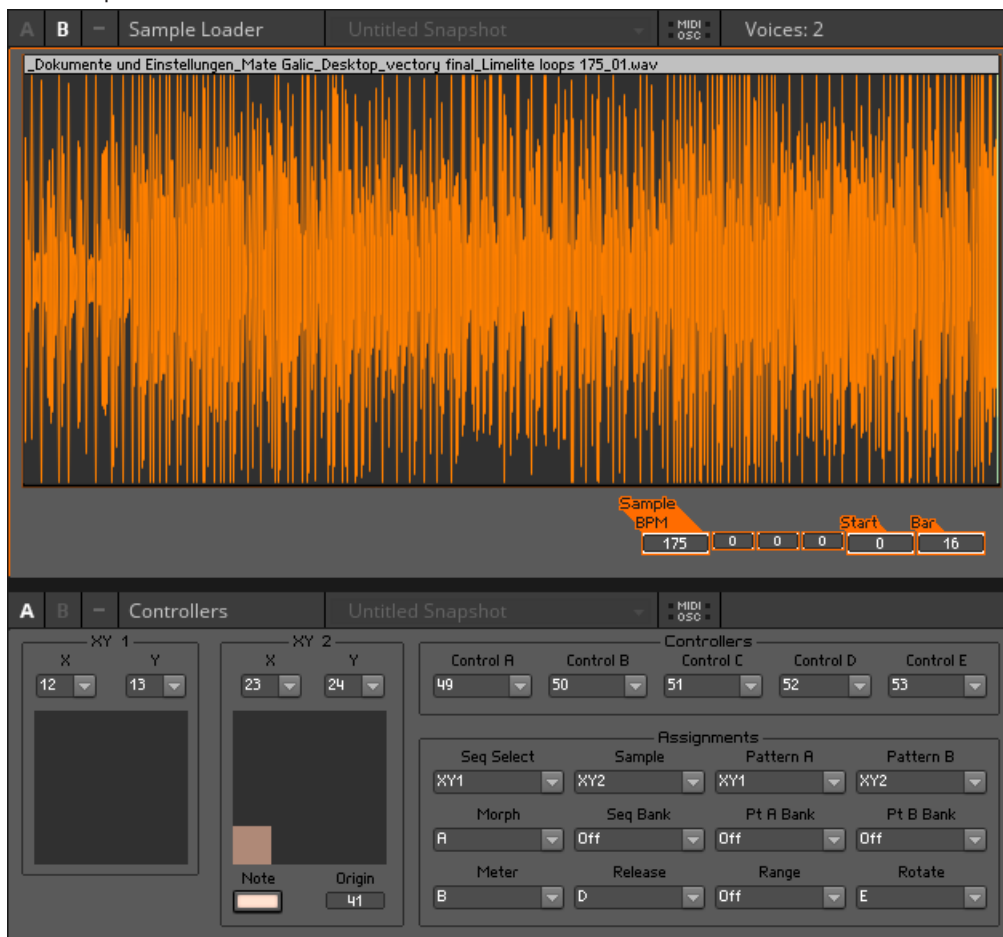 A B – Sample Loader Untitled Snapshot MIDI OSC Voices: 2
_Dokumente und Einstellungen_Mate Galic_Desktop_vectory final_Limelite loops 175_01.wav
Sample
BPM Start Bar
175 0 0 0 0 16
A B – Controllers Untitled Snapshot MIDI OSC
XY 1 XY 2 Controllers
X Y X Y Control A Control B Control C Control D Control E
12 13 23 24 49 50 51 52 53
Assignments
Seq Select Sample Pattern A Pattern B
XY1 XY2 XY1 XY2
Morph Seq Bank Pt A Bank Pt B Bank
A Off Off Off
Note Origin Meter Release Range Rotate
41 B D Off E